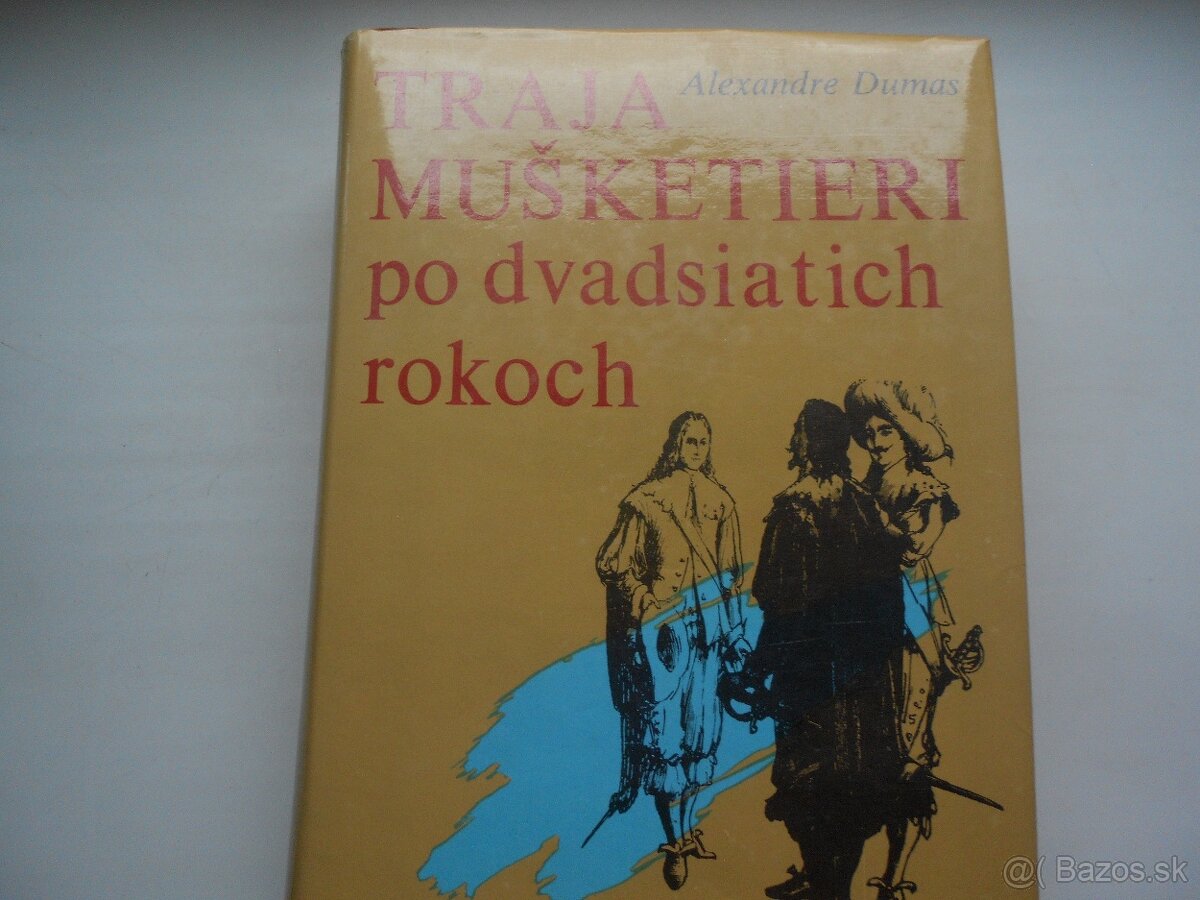 TRAJA Alexandre Dumas
MUŠKETIERI
po dvadsiatich
rokoch
@( Bazos.sk